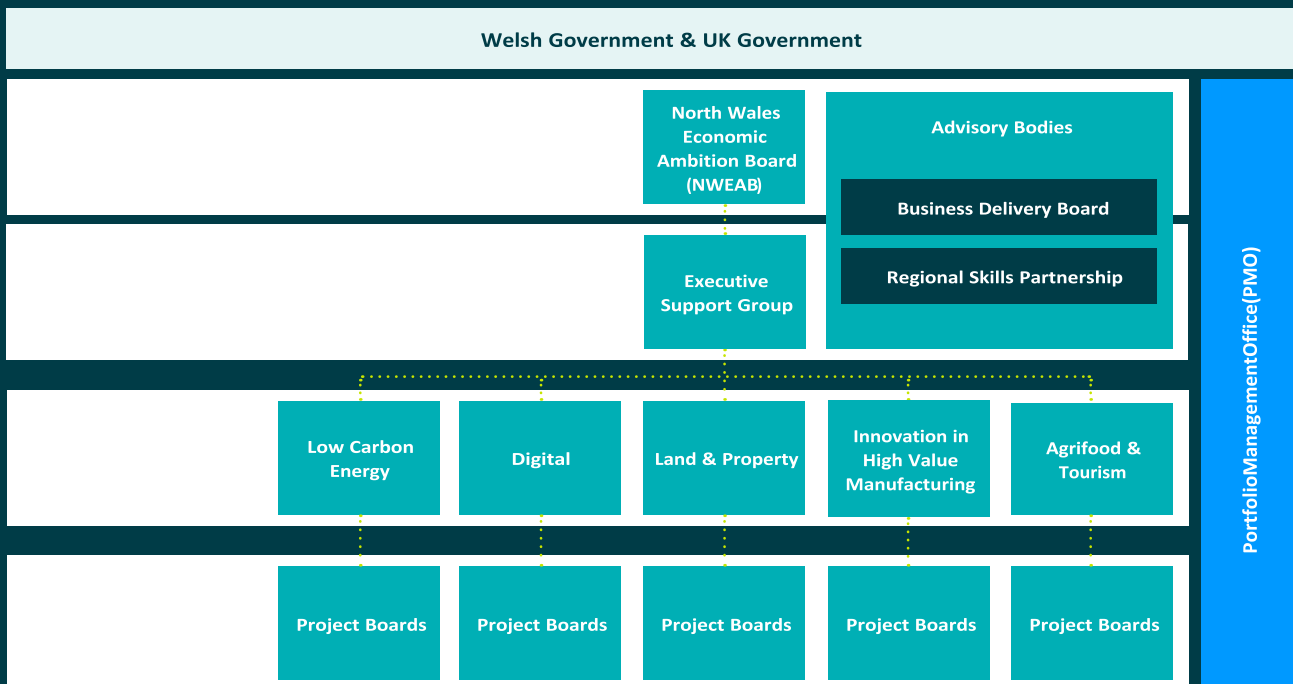 Welsh Government & UK Government
North Wales
Economic
Ambition Board
(NWEAB)
Advisory Bodies
Business Delivery Board
Regional Skills Partnership
Executive
Support Group
PortfolioManagementOffice(PMO)
Low Carbon
Energy
Digital
Land & Property
Innovation in
High Value
Manufacturing
Agrifood &
Tourism
Project Boards
Project Boards
Project Boards
Project Boards
Project Boards